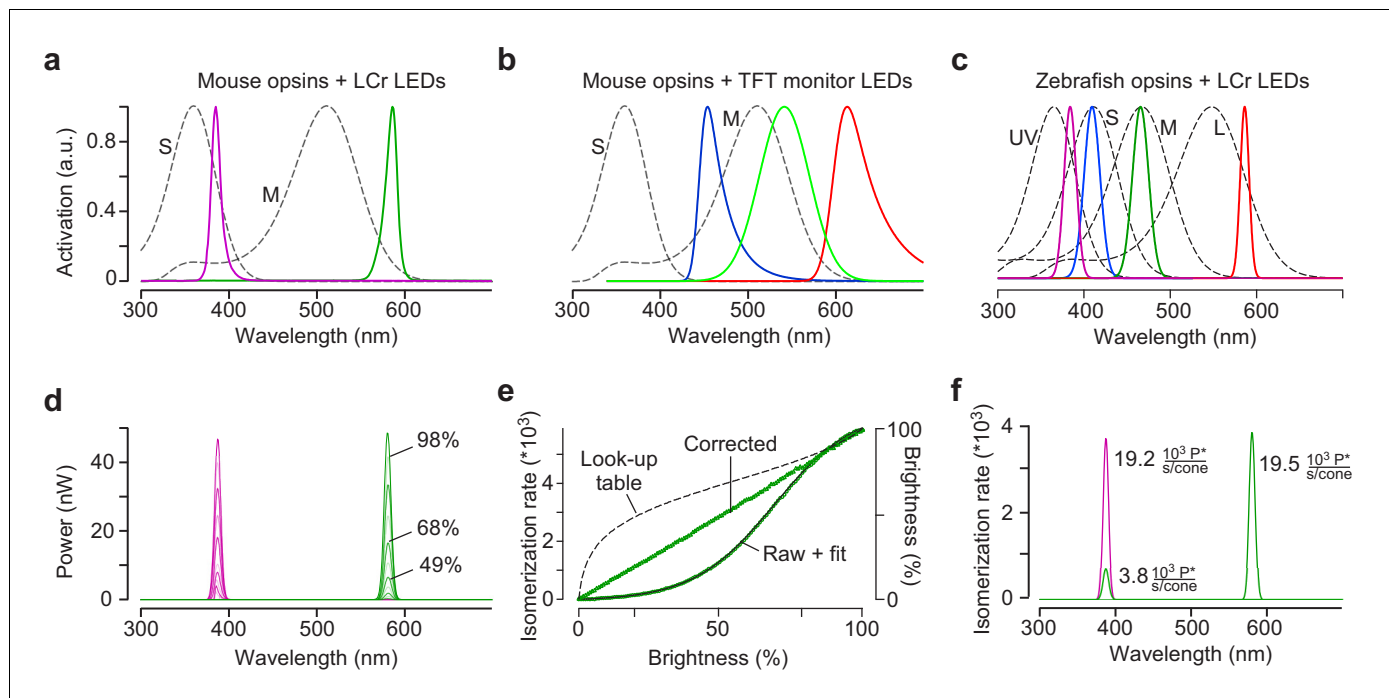 a
Mouse opsins + LCr LEDs
Activation (a.u.)
0.8
0.4
0
S
M
300 400 500 600
Wavelength (nm)
b
Mouse opsins + TFT monitor LEDs
S
M
300 400 500 600
Wavelength (nm)
c
Zebrafish opsins + LCr LEDs
UV
S
M
L
300 400 500 600
Wavelength (nm)
d
Power (nW)
40
20
0
98%
68%
49%
300 400 500 600
Wavelength (nm)
e
Isomerization rate (*10³)
4
2
0
Look-up
table
Corrected
Raw + fit
100
0
Brightness (%)
0 50 100
Brightness (%)
f
Isomerization rate (*10³)
4
2
0
19.2 10³ P*
s/cone
3.8 10³ P*
s/cone
19.5 10³ P*
s/cone
300 400 500 600
Wavelength (nm)